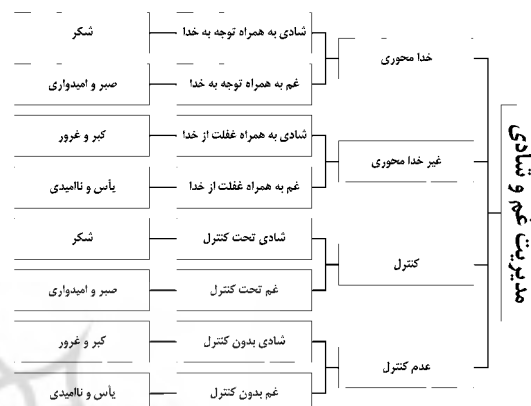 مدیریت غم و شادی
خدا محوری
شادی به همراه توجه به خدا
شکر
غم به همراه توجه به خدا
صبر و امیدواری
غیر خدا محوری
شادی به همراه غفلت از خدا
کبر و غرور
غم به همراه غفلت از خدا
یأس و ناامیدی
کنترل
شادی تحت کنترل
شکر
غم تحت کنترل
صبر و امیدواری
عدم کنترل
شادی بدون کنترل
کبر و غرور
غم بدون کنترل
یأس و ناامیدی